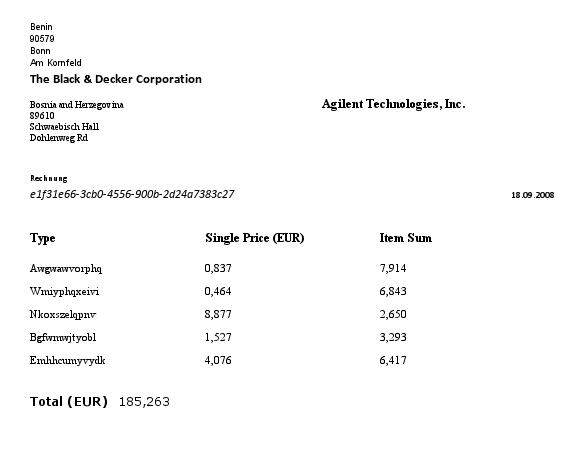 Benin
90579
Bonn
Am Kornfeld
The Black & Decker Corporation
Bosnia and Herzegovina
Agilent Technologies, Inc.
89610
Schwaebisch Hall
Dohlenweg Rd
Rechnung
e1f31e66-3cb0-4556-900b-2d24a7383c27 18.09.2008
Type Single Price (EUR) Item Sum
Awgwawvorphq 0,837 7,914
Wmiyphqxeivi 0,464 6,843
Nkoxszelqpnv 8,877 2,650
Bgfwmwjtyobl 1,527 3,293
Emhhcumyvydk 4,076 6,417
Total (EUR) 185,263